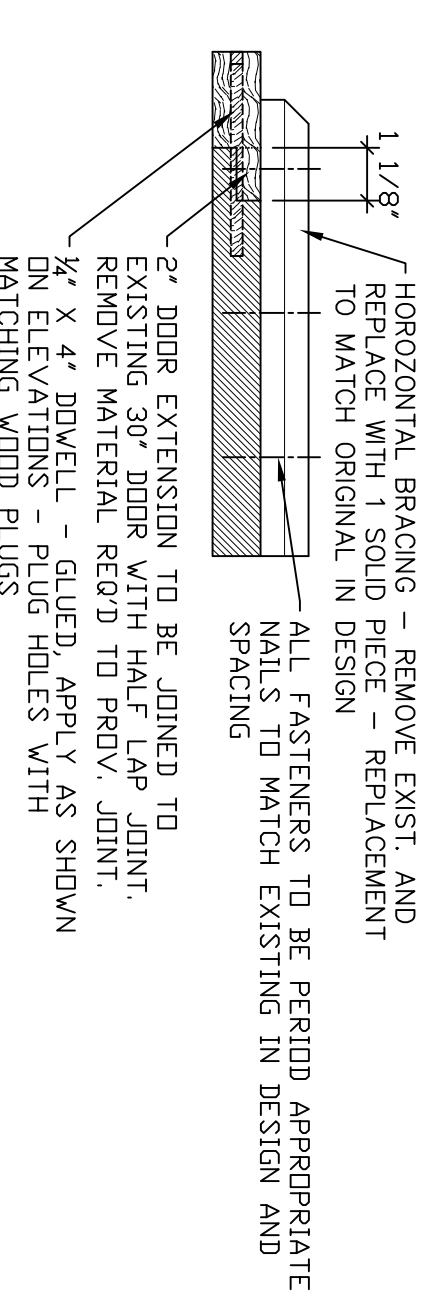 1 1/8"
HOROZONTAL BRACING - REMOVE EXIST. AND
REPLACE WITH 1 SOLID PIECE - REPLACEMENT
TO MATCH ORIGINAL IN DESIGN
ALL FASTENERS TO BE PERIOD APPROPRIATE
NAILS TO MATCH EXISTING IN DESIGN AND
SPACING
2" DOOR EXTENSION TO BE JOINED TO
EXISTING 30" DOOR WITH HALF LAP JOINT.
REMOVE MATERIAL REQ'D TO PROV. JOINT.
¼" X 4" DOWELL - GLUED, APPLY AS SHOWN
ON ELEVATIONS - PLUG HOLES WITH
MATCHING WOOD PLUGS